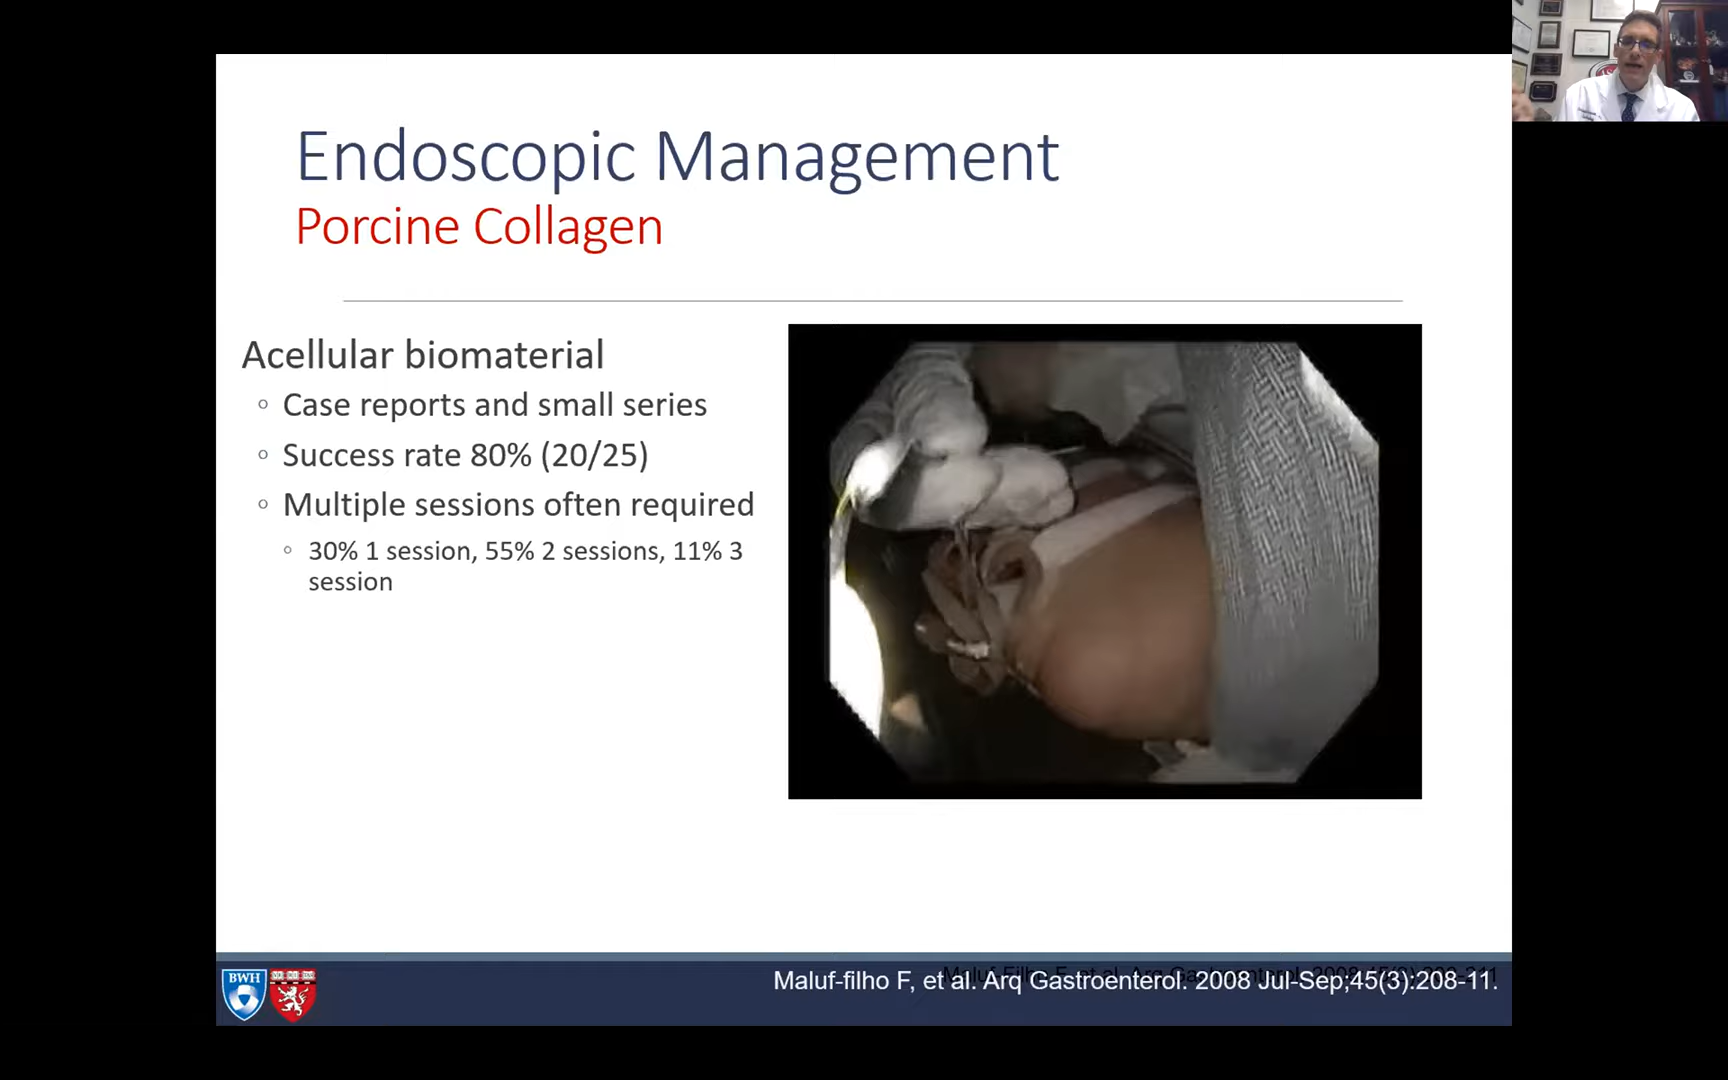 Endoscopic Management
Porcine Collagen
Acellular biomaterial
◦ Case reports and small series
◦ Success rate 80% (20/25)
◦ Multiple sessions often required
◦ 30% 1 session, 55% 2 sessions, 11% 3
session
BWH
Maluf-filho F, et al. Arq Gastroenterol. 2008 Jul-Sep;45(3):208-11.